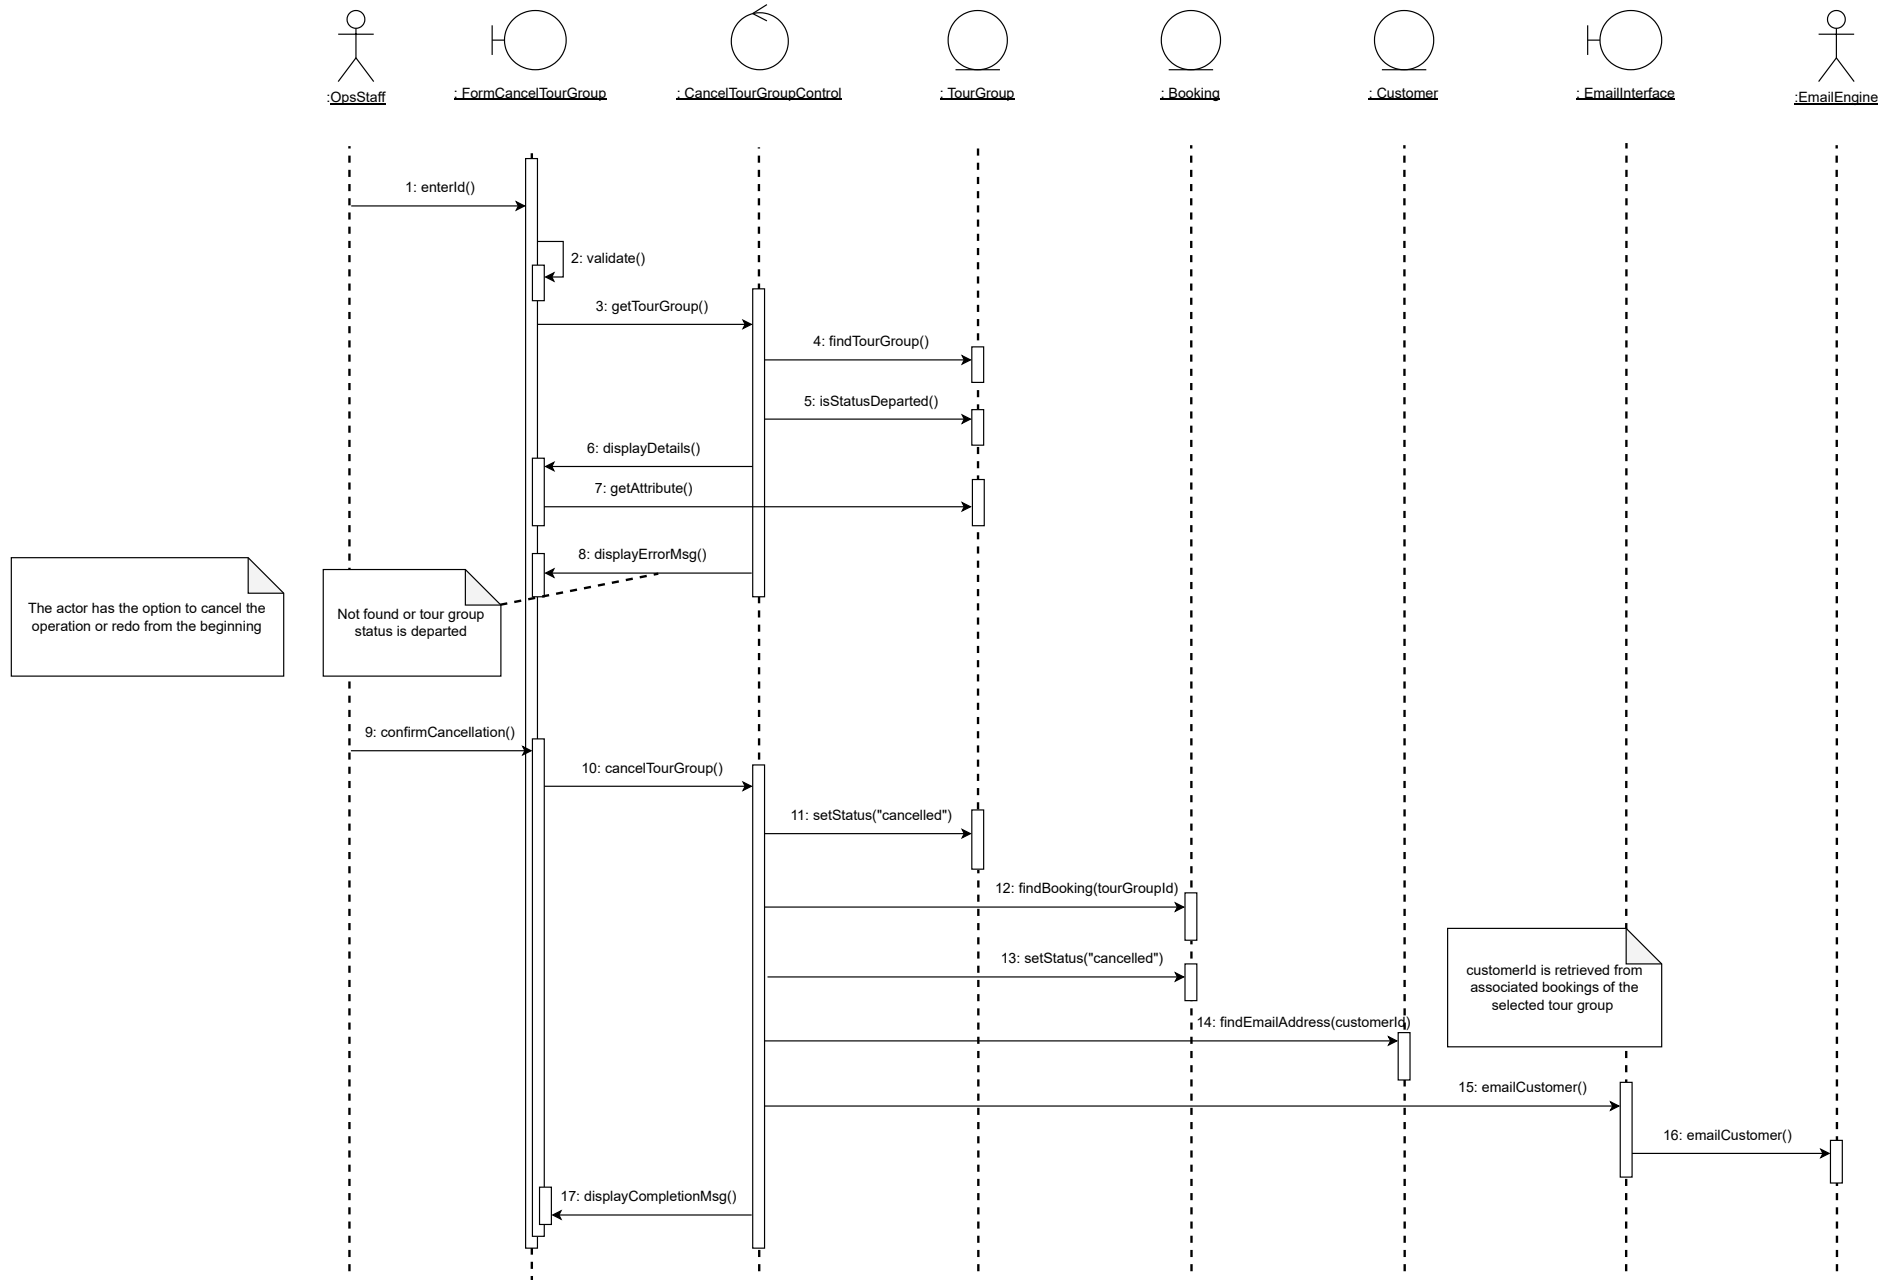 :OpsStaff
: FormCancelTourGroup
: CancelTourGroupControl
: TourGroup
: Booking
: Customer
: EmailInterface
:EmailEngine
1: enterId()
2: validate()
3: getTourGroup()
4: findTourGroup()
5: isStatusDeparted()
6: displayDetails()
7: getAttribute()
8: displayErrorMsg()
The actor has the option to cancel the
operation or redo from the beginning
Not found or tour group
status is departed
9: confirmCancellation()
10: cancelTourGroup()
11: setStatus("cancelled")
12: findBooking(tourGroupId)
13: setStatus("cancelled")
customerId is retrieved from
associated bookings of the
selected tour group
14: findEmailAddress(customerId)
15: emailCustomer()
16: emailCustomer()
17: displayCompletionMsg()